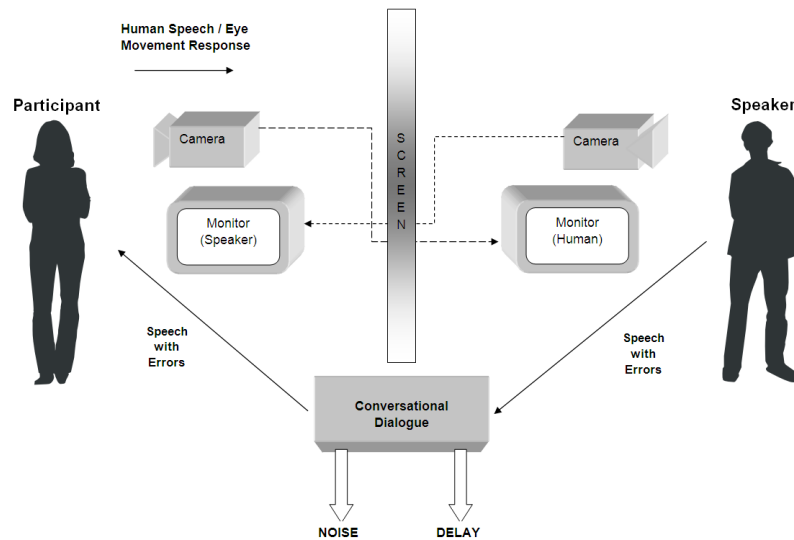 Human Speech / Eye
Movement Response
Participant
Speaker
Camera
SCREEN
Camera
Monitor
(Speaker)
Monitor
(Human)
Speech
with
Errors
Speech
with
Errors
Conversational
Dialogue
NOISE
DELAY